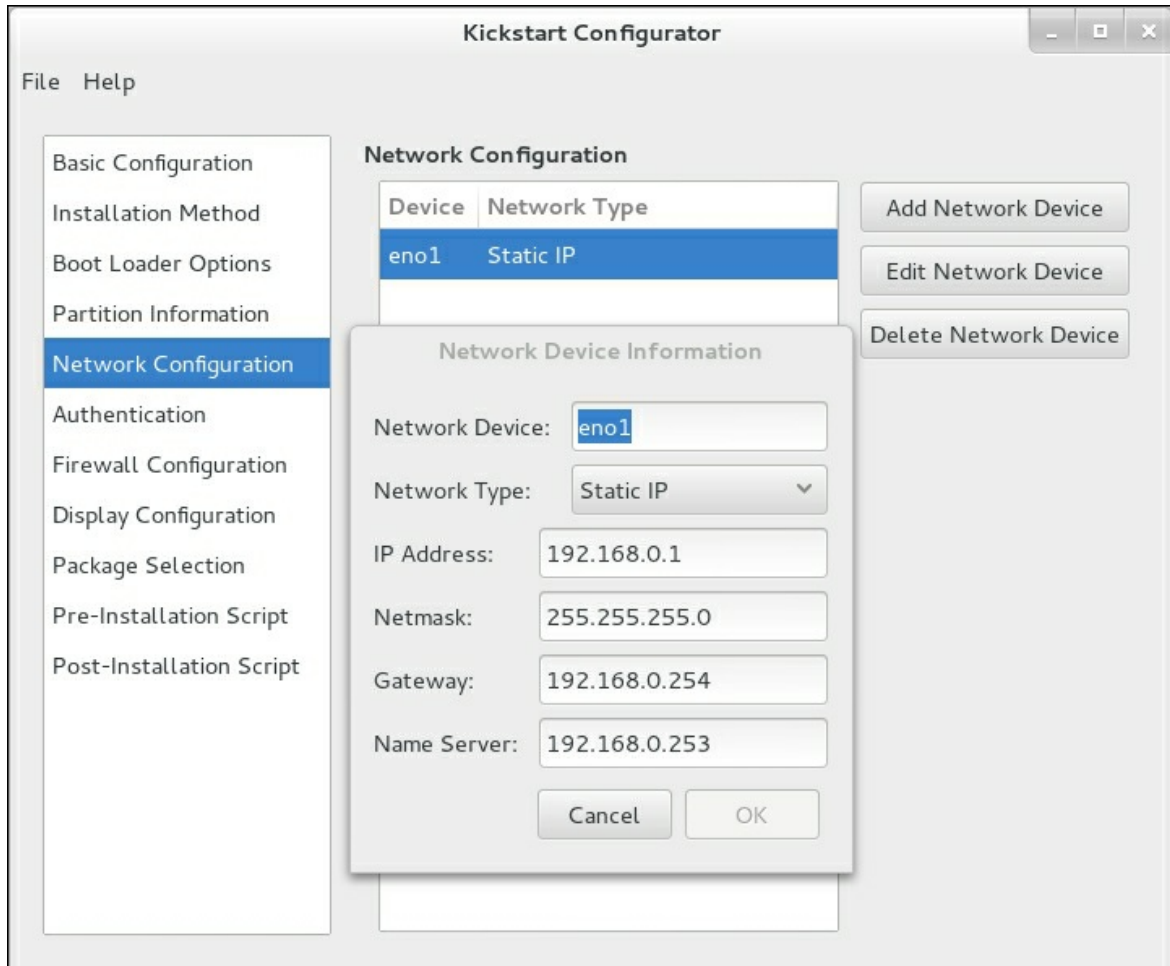 Kickstart Configurator
File Help
Basic Configuration
Installation Method
Boot Loader Options
Partition Information
Network Configuration
Authentication
Firewall Configuration
Display Configuration
Package Selection
Pre-Installation Script
Post-Installation Script
Network Configuration
Device Network Type
eno1 Static IP
Add Network Device
Edit Network Device
Delete Network Device
Network Device Information
Network Device: eno1
Network Type: Static IP
IP Address: 192.168.0.1
Netmask: 255.255.255.0
Gateway: 192.168.0.254
Name Server: 192.168.0.253
Cancel OK